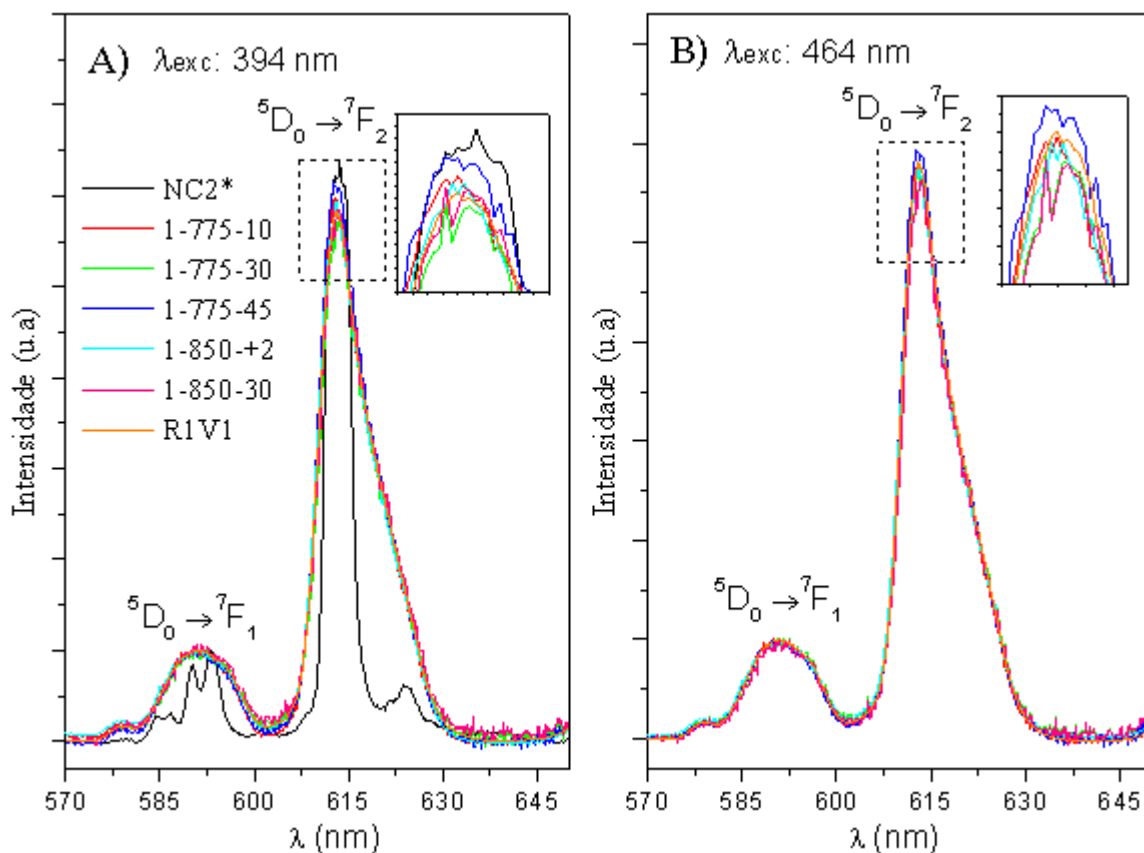 A) λexc: 394 nm
⁵D₀ → ⁷F₂
NC2*
1-775-10
1-775-30
1-775-45
1-850-+2
1-850-30
R1V1
⁵D₀ → ⁷F₁
Intensidade (u.a)
570 585 600 615 630 645
λ (nm)
B) λexc: 464 nm
⁵D₀ → ⁷F₂
⁵D₀ → ⁷F₁
Intensidade (u.a)
570 585 600 615 630 645
λ (nm)